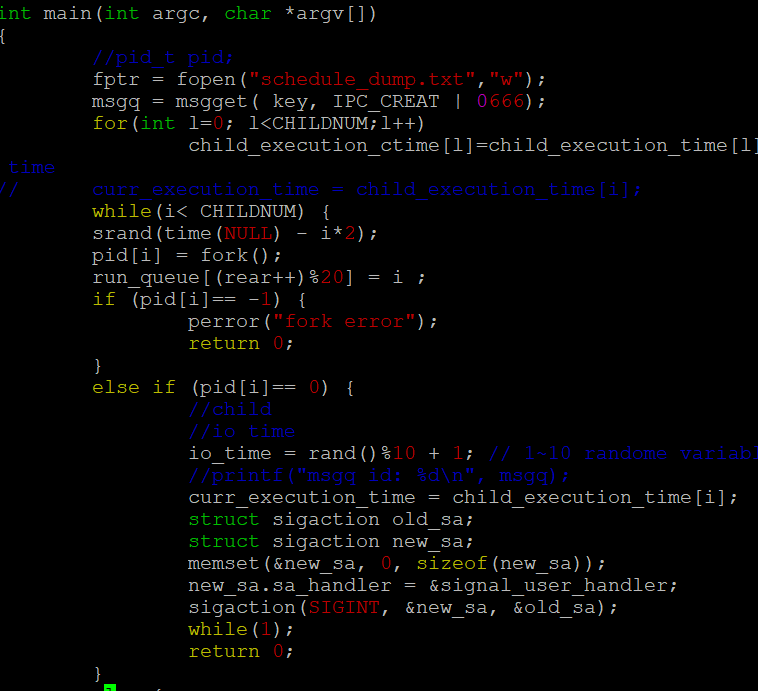 int main(int argc, char *argv[])
{
//pid_t pid;
fptr = fopen("schedule_dump.txt","w");
msgq = msgget( key, IPC_CREAT | 0666);
for(int l=0; l<CHILDNUM;l++)
child_execution_ctime[l]=child_execution_time[l]
time
// curr_execution_time = child_execution_time[i];
while(i< CHILDNUM) {
srand(time(NULL) - i*2);
pid[i] = fork();
run_queue[(rear++)%20] = i ;
if (pid[i]== -1) {
perror("fork error");
return 0;
}
else if (pid[i]== 0) {
//child
//io time
io_time = rand()%10 + 1; // 1~10 randome variabl
//printf("msgq id: %d\n", msgq);
curr_execution_time = child_execution_time[i];
struct sigaction old_sa;
struct sigaction new_sa;
memset(&new_sa, 0, sizeof(new_sa));
new_sa.sa_handler = &signal_user_handler;
sigaction(SIGINT, &new_sa, &old_sa);
while(1);
return 0;
}